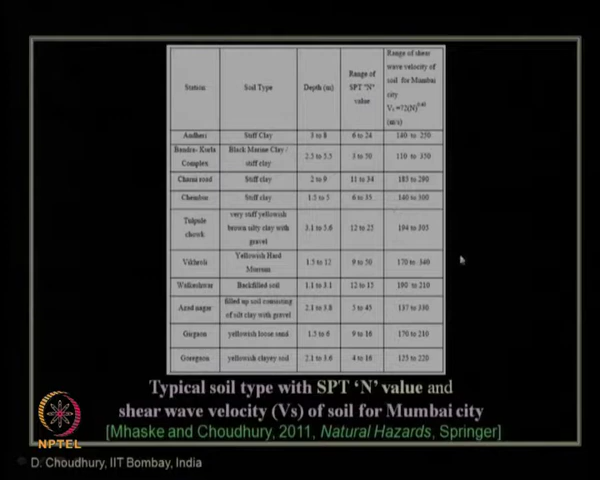 Station Soil Type Depth (m) Range of SPT 'N' value Range of shear wave velocity of soil for Mumbai city (m/s)
Andheri Stiff Clay 3 to 8 6 to 24 140 to 250
Bandra- Kurla Complex Black Marine Clay / stiff clay 2.5 to 5.5 3 to 50 110 to 350
Charni road Stiff clay 2 to 9 11 to 34 185 to 290
Stiff clay 1.5 to 5 6 to 35 140 to 300
Tulpule chowk very stiff yellowish brown silty clay with gravel 3.1 to 5.6 12 to 25 194 to 305
Vikhroli Yellowish Hard Murrum 1.5 to 12 9 to 50 170 to 340
Walkeshwar Backfilled soil 1.1 to 3.1 12 to 15 190 to 210
Azad nagar filled up soil consisting of silt clay with gravel 2.1 to 3.8 5 to 45 137 to 330
Girgaon yellowish loose sand 1.5 to 6 9 to 16 170 to 210
Goregaon yellowish clayey soil 2.1 to 3.6 4 to 16 125 to 220
Typical soil type with SPT 'N' value and
shear wave velocity (Vs) of soil for Mumbai city
[Mhaske and Choudhury, 2011, Natural Hazards, Springer]
NPTEL
D. Choudhury, IIT Bombay, India